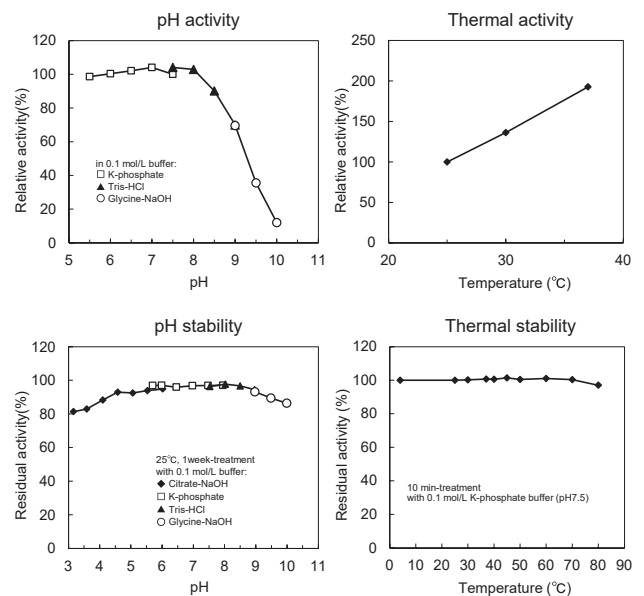 pH activity
120
100
80
60
40
20
0
Relative activity(%)
in 0.1 mol/L buffer:
K-phosphate
Tris-HCl
Glycine-NaOH
5 6 7 8 9 10 11
pH
Thermal activity
250
200
150
100
50
0
Relative activity(%)
20 30 40
Temperature (℃)
pH stability
120
100
80
60
40
20
0
Residual activity(%)
25℃, 1week-treatment
with 0.1 mol/L buffer:
Citrate-NaOH
K-phosphate
Tris-HCl
Glycine-NaOH
3 4 5 6 7 8 9 10 11
pH
Thermal stability
120
100
80
60
40
20
0
Residual activity (%)
10 min-treatment
with 0.1 mol/L K-phosphate buffer (pH7.5)
0 10 20 30 40 50 60 70 80 90
Temperature (℃)